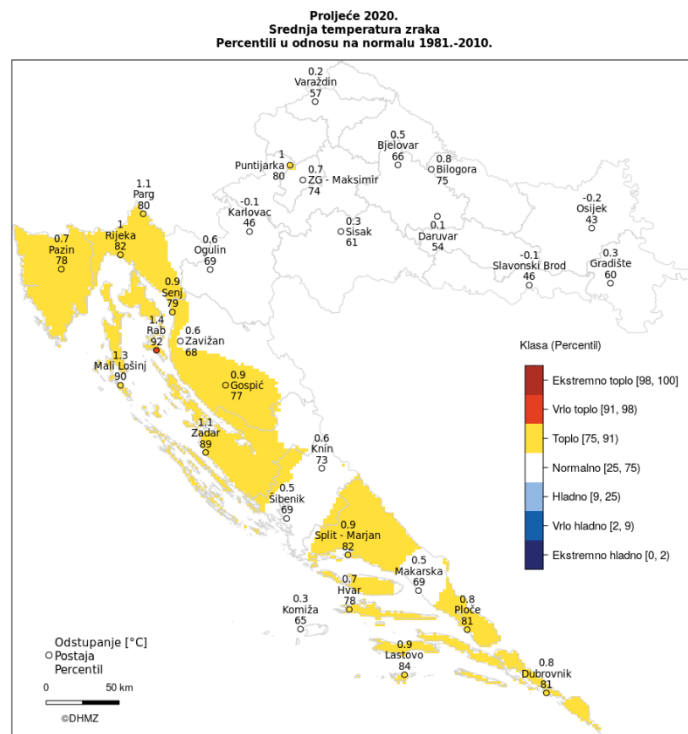 Proljeće 2020.
Srednja temperatura zraka
Percentili u odnosu na normalu 1981.-2010.
0.2
Varaždin
57
0.5
Bjelovar
66
1
Puntijarka
80
0.7
ZG - Maksimir
74
0.8
Bilogora
75
1.1
Parg
80
-0.1
Karlovac
46
-0.2
Osijek
43
1
Rijeka
82
0.7
Pazin
78
0.6
Ogulin
69
0.3
Sisak
61
0.1
Daruvar
54
-0.1
Slavonski Brod
46
0.3
Gradište
60
0.9
Senj
79
1.4
Rab
92
0.6
Zavižan
68
1.3
Mali Lošinj
90
0.9
Gospić
77
1.1
Zadar
89
0.6
Knin
73
0.5
Šibenik
69
0.9
Split - Marjan
82
0.5
Makarska
69
0.7
Hvar
78
0.3
Komiža
65
0.8
Ploče
81
0.9
Lastovo
84
0.8
Dubrovnik
81
Klasa (Percentil)
Ekstremno toplo [98, 100]
Vrlo toplo [91, 98)
Toplo [75, 91)
Normalno [25, 75)
Hladno [9, 25)
Vrlo hladno [2, 9)
Ekstremno hladno [0, 2)
Odstupanje [°C]
Postaja
Percentil
0 50 km
©DHMZ